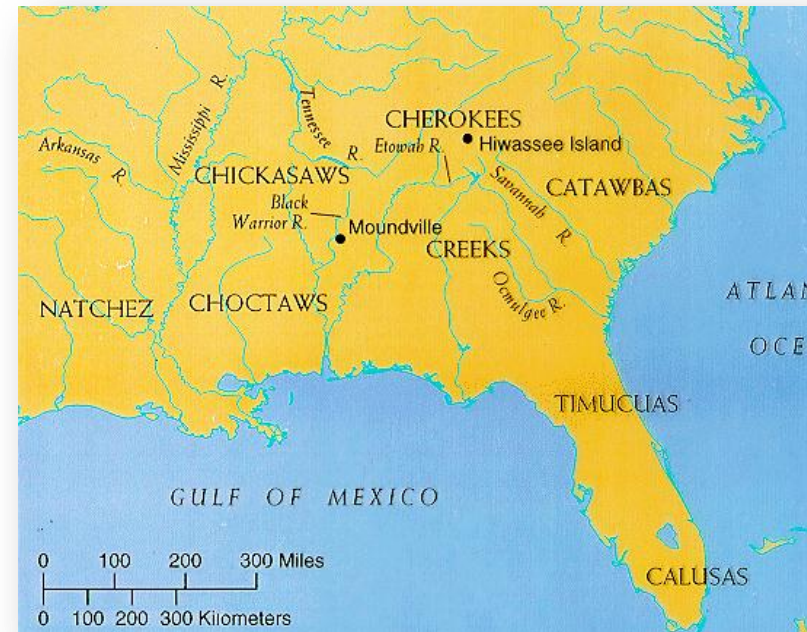 Mississippi R.
Arkansas R.
Tennessee R.
CHEROKEES
Etowah R.
Hiwassee Island
CHICKASAWS
Savannah R.
CATAWBAS
Black
Warrior R.
Moundville
CREEKS
Ocmulgee R.
NATCHEZ
CHOCTAWS
ATLAN
OCE
TIMUCUAS
GULF OF MEXICO
CALUSAS
0 100 200 300 Miles
0 100 200 300 Kilometers